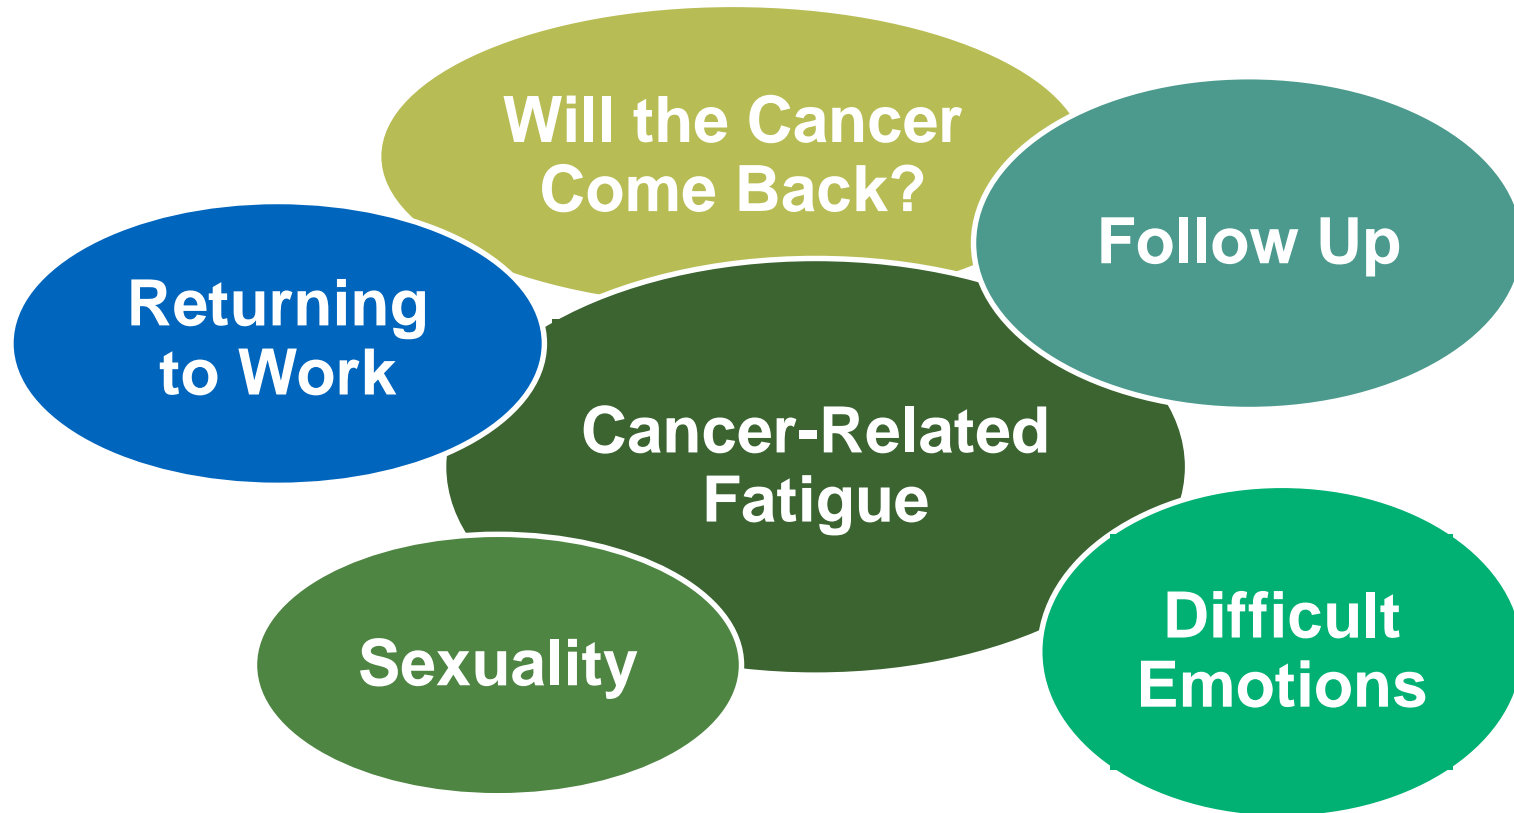 Will the Cancer
Come Back?
Follow Up
Returning
to Work
Cancer-Related
Fatigue
Sexuality
Difficult
Emotions